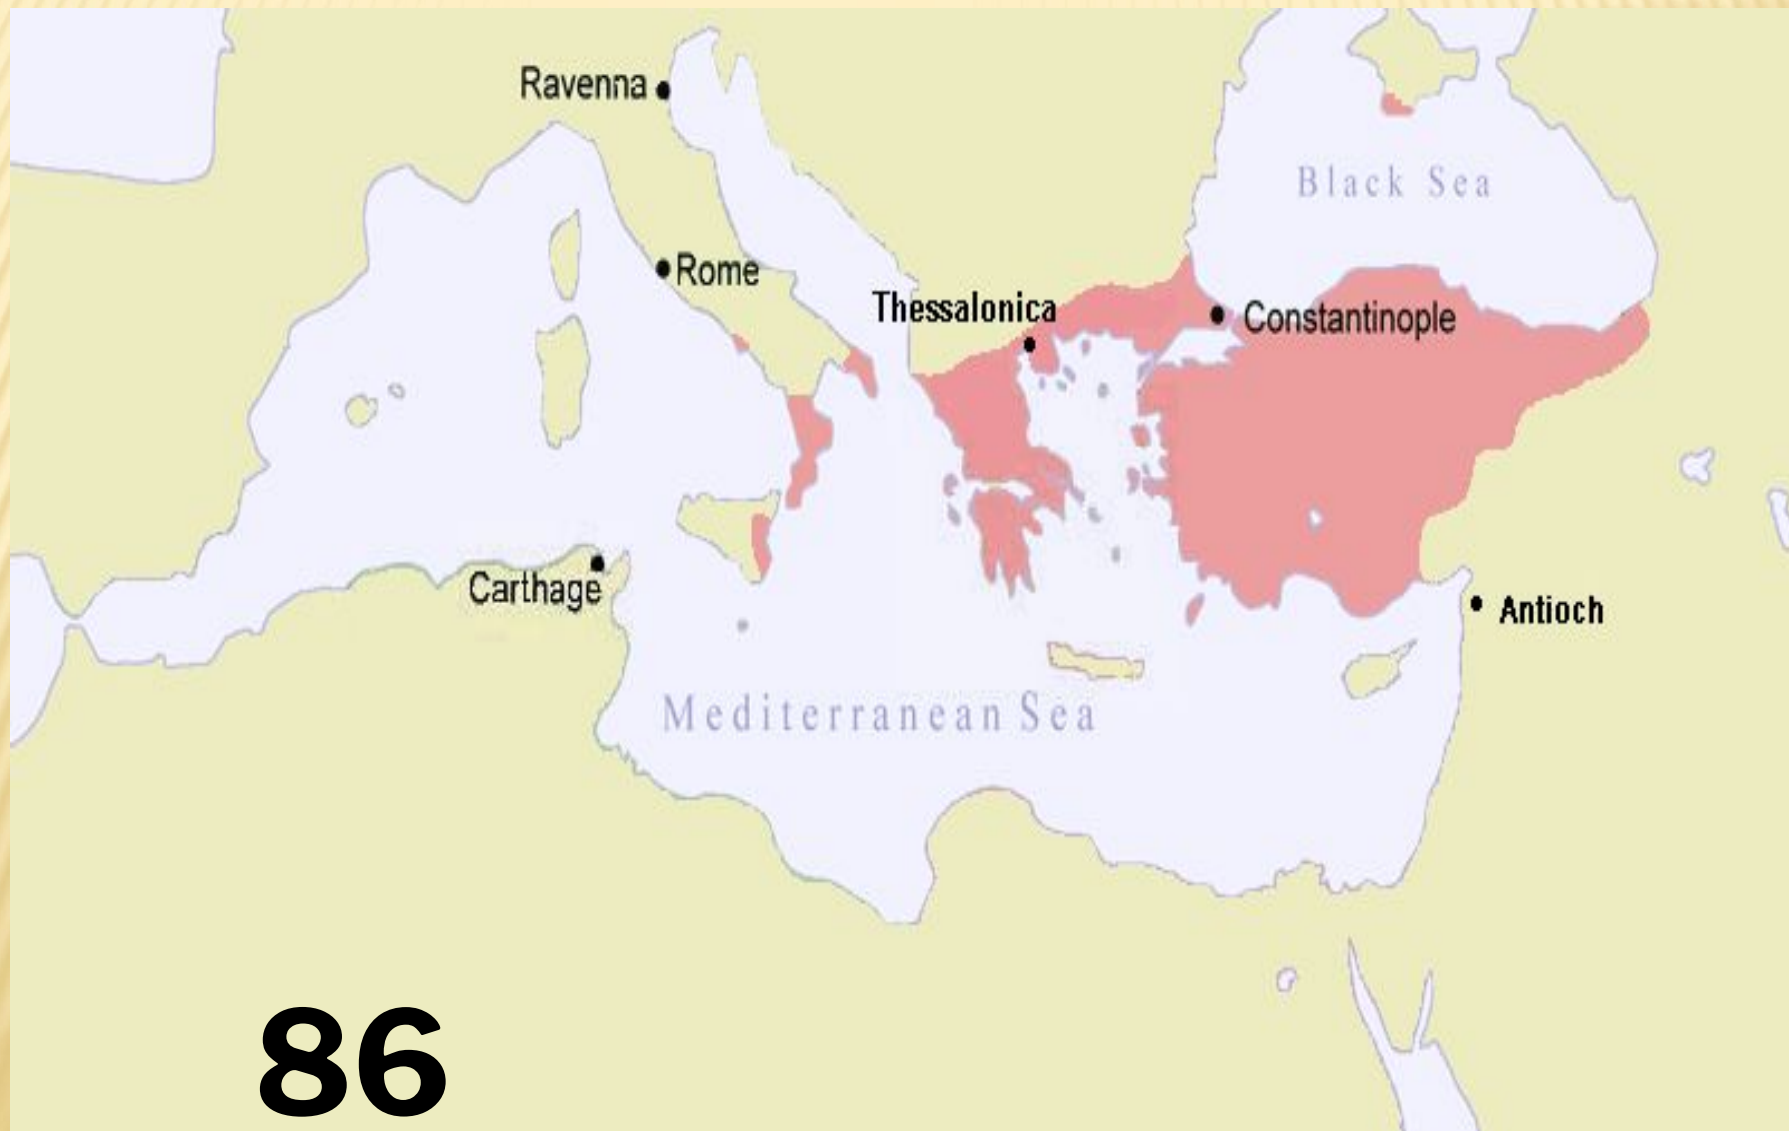 Ravenna
Black Sea
Rome
Thessalonica
Constantinople
Carthage
Antioch
Mediterranean Sea
86